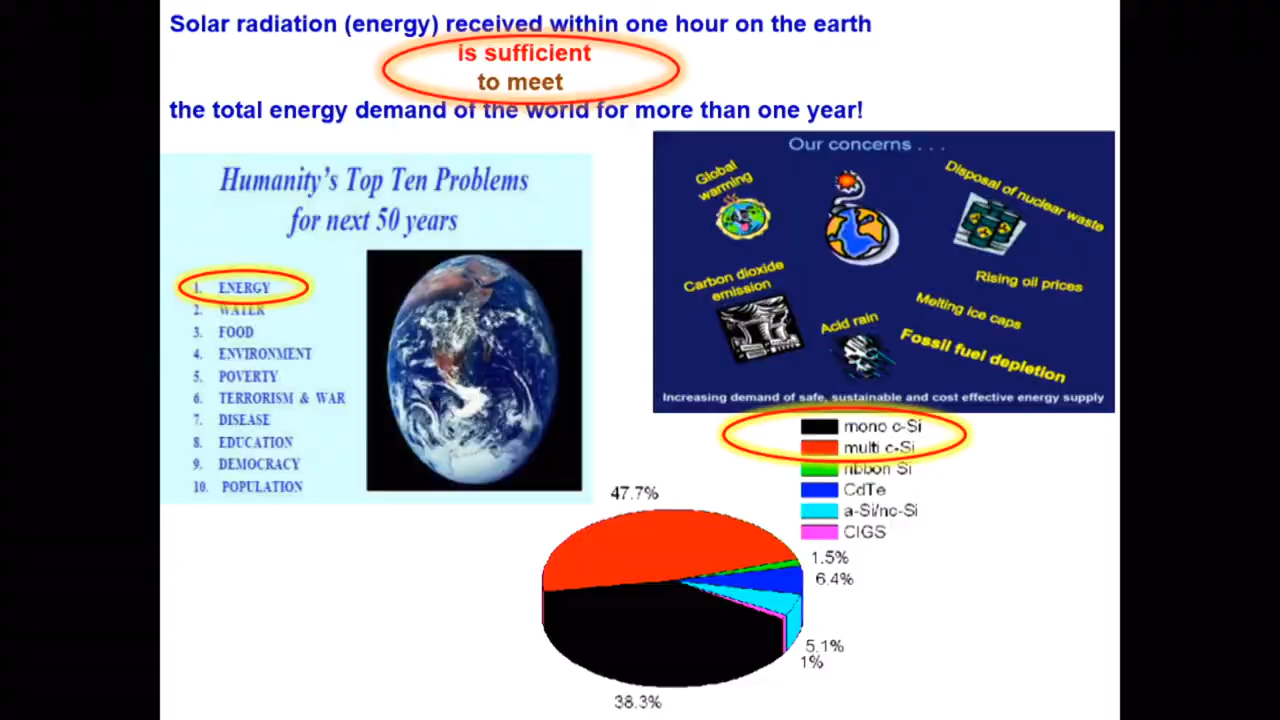 Solar radiation (energy) received within one hour on the earth
is sufficient
to meet
the total energy demand of the world for more than one year!
Humanity's Top Ten Problems
for next 50 years
1. ENERGY
2. WATER
3. FOOD
4. ENVIRONMENT
5. POVERTY
6. TERRORISM & WAR
7. DISEASE
8. EDUCATION
9. DEMOCRACY
10. POPULATION
Our concerns . . .
Global
warming
Disposal of nuclear waste
Carbon dioxide
emission
Rising oil prices
Melting ice caps
Acid rain
Fossil fuel depletion
Increasing demand of safe, sustainable and cost effective energy supply
mono c-Si
multi c-Si
ribbon Si
CdTe
a-Si/nc-Si
CIGS
47.7%
1.5%
6.4%
5.1%
1%
38.3%